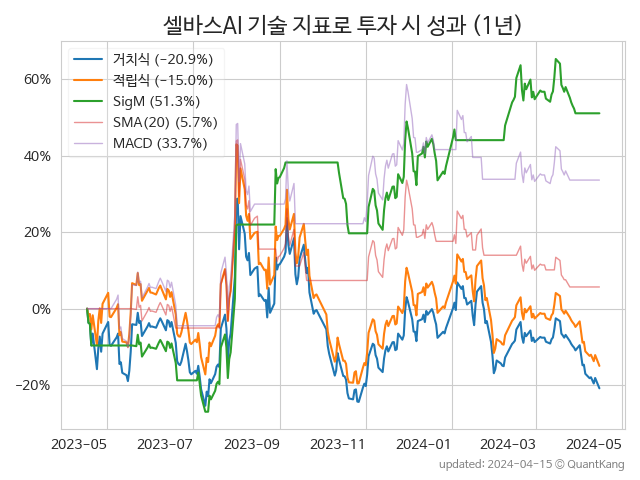 셀바스AI 기술 지표로 투자 시 성과 (1년)
거치식 (−20.9%)
적립식 (−15.0%)
SigM (51.3%)
SMA(20) (5.7%)
MACD (33.7%)
60%
40%
20%
0%
−20%
2023-05 2023-07 2023-09 2023-11 2024-01 2024-03 2024-05
updated: 2024-04-15 © QuantKang